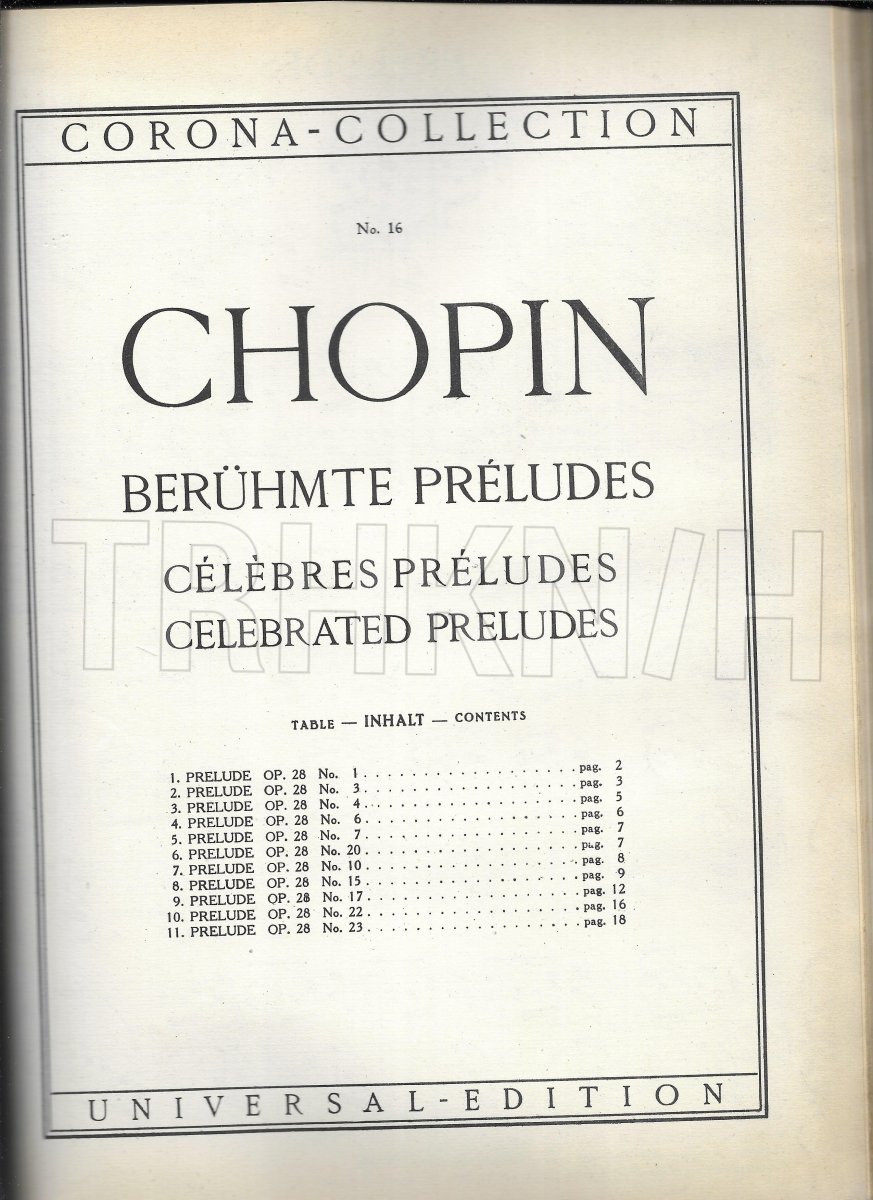 CORONA-COLLECTION
No. 16
CHOPIN
BERÜHMTE PRÉLUDES
CÉLÈBRES PRÉLUDES
CELEBRATED PRELUDES
TRHKN/H
TABLE — INHALT — CONTENTS
1. PRELUDE OP. 28 No. 1 . . . . . . . . . . . . . . . . . . pag. 2
2. PRELUDE OP. 28 No. 3 . . . . . . . . . . . . . . . . . . pag. 3
3. PRELUDE OP. 28 No. 4 . . . . . . . . . . . . . . . . . . pag. 5
4. PRELUDE OP. 28 No. 6 . . . . . . . . . . . . . . . . . . pag. 6
5. PRELUDE OP. 28 No. 7 . . . . . . . . . . . . . . . . . . pag. 7
6. PRELUDE OP. 28 No. 20 . . . . . . . . . . . . . . . . . . pag. 7
7. PRELUDE OP. 28 No. 10 . . . . . . . . . . . . . . . . . . pag. 8
8. PRELUDE OP. 28 No. 15 . . . . . . . . . . . . . . . . . . pag. 9
9. PRELUDE OP. 28 No. 17 . . . . . . . . . . . . . . . . . . pag. 12
10. PRELUDE OP. 28 No. 22 . . . . . . . . . . . . . . . . . . pag. 16
11. PRELUDE OP. 28 No. 23 . . . . . . . . . . . . . . . . . . pag. 18
UNIVERSAL-EDITION